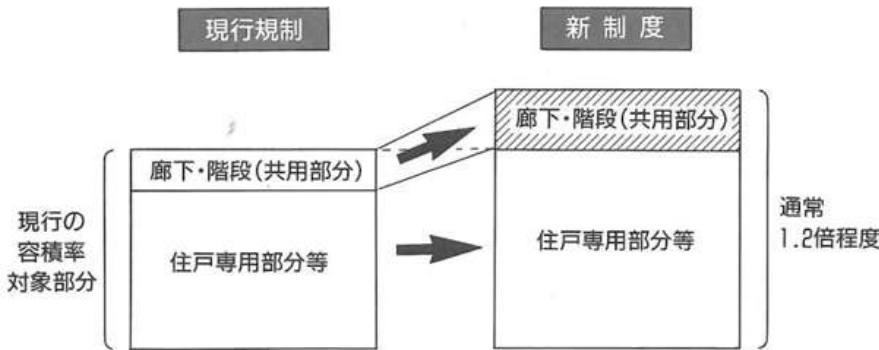 現行規制
新制度
廊下・階段(共用部分)
住戸専用部分等
現行の
容積率
対象部分
廊下・階段(共用部分)
住戸専用部分等
通常
1.2倍程度